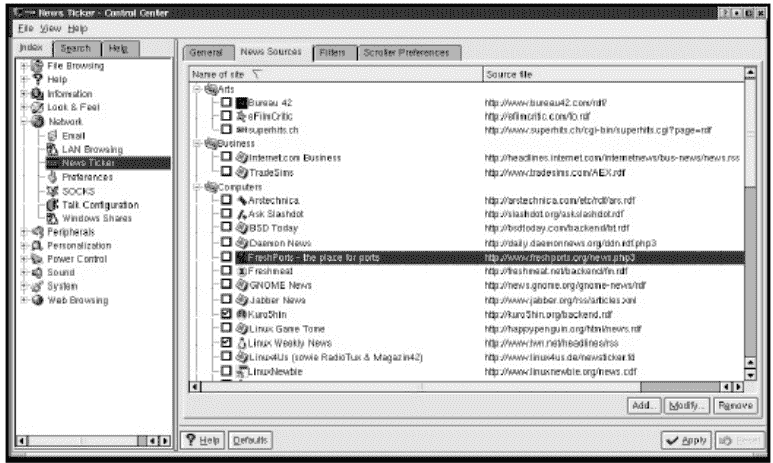 News Ticker - Control Center
File View Help
Index Search Help
File Browsing
Help
Information
Look & Feel
Network
Email
LAN Browsing
News Ticker
Preferences
SOCKS
Talk Configuration
Windows Shares
Peripherals
Personalization
Power Control
Sound
System
Web Browsing
General News Sources Filters Scroller Preferences
Name of site Source file
Arts
Bureau 42 http://www.bureau42.com/rdf/
eFilmCritic http://efilmcritic.com/fo.rdf
superhits.ch http://www.superhits.ch/cgi-bin/superhits.cgi?page=rdf
Business
Internet.com Business http://headlines.internet.com/internetnews/bus-news/news.rss
TradeSims http://www.tradesims.com/AEX.rdf
Computers
Arstechnica http://arstechnica.com/etc/rdf/ars.rdf
Ask Slashdot http://slashdot.org/askslashdot.rdf
BSD Today http://bsdtoday.com/backend/bt.rdf
Daemon News http://daily.daemonnews.org/ddn.rdf.php3
FreshPorts - the place for ports http://www.freshports.org/news.php3
Freshmeat http://freshmeat.net/backend/fm.rdf
GNOME News http://news.gnome.org/gnome-news/rdf
Jabber News http://www.jabber.org/rss/articles.xml
Kuro5hin http://kuro5hin.org/backend.rdf
Linux Game Tome http://happypenguin.org/html/news.rdf
Linux Weekly News http://www.lwn.net/headlines/rss
Linux4Us (sowie RadioTux & Magazin42) http://www.linux4us.de/newsticker.fd
LinuxNewbie http://www.linuxnewbie.org/news.cdf
Add... Modify... Remove
Help Defaults Apply Reset